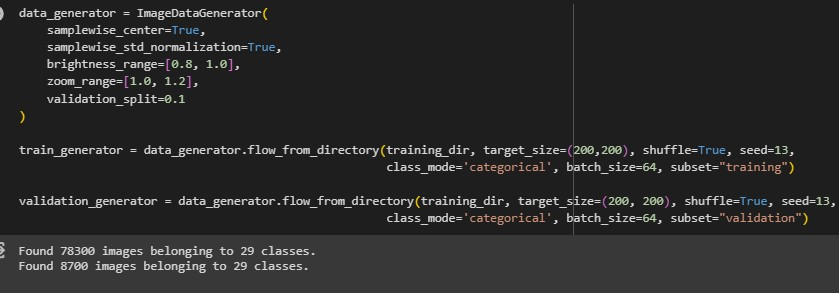 data_generator = ImageDataGenerator(
    samplewise_center=True,
    samplewise_std_normalization=True,
    brightness_range=[0.8, 1.0],
    zoom_range=[1.0, 1.2],
    validation_split=0.1
)
train_generator = data_generator.flow_from_directory(training_dir, target_size=(200,200), shuffle=True, seed=13,
                                                     class_mode='categorical', batch_size=64, subset="training")
validation_generator = data_generator.flow_from_directory(training_dir, target_size=(200, 200), shuffle=True, seed=13,
                                                     class_mode='categorical', batch_size=64, subset="validation")
Found 78300 images belonging to 29 classes.
Found 8700 images belonging to 29 classes.